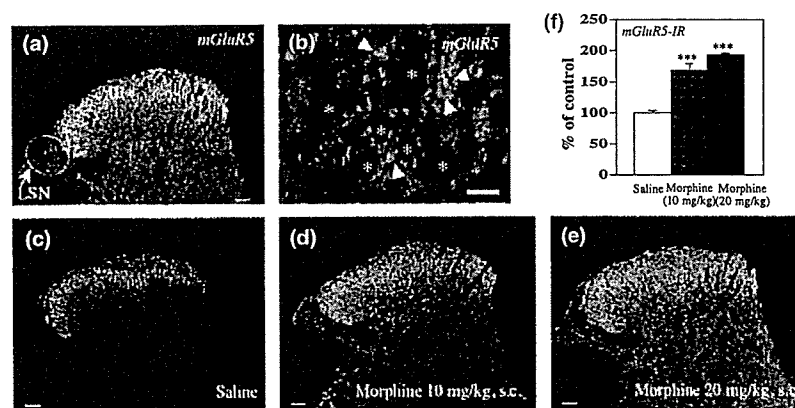 (a)
mGluR5
LSN
(b)
mGluR5
(f)
mGluR5-IR
% of control
250
200
150
100
50
0
***
***
Saline
Morphine
(10 mg/kg)
Morphine
(20 mg/kg)
(c)
Saline
(d)
Morphine 10 mg/kg, s.c.
(e)
Morphine 20 mg/kg, s.c